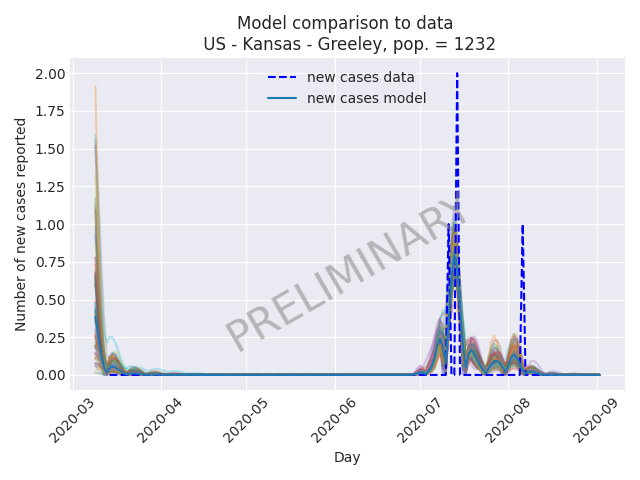 Model comparison to data
US - Kansas - Greeley, pop. = 1232
new cases data
new cases model
Number of new cases reported
2.00
1.75
1.50
1.25
1.00
0.75
0.50
0.25
0.00
PRELIMINARY
2020-03
2020-04
2020-05
2020-06
2020-07
2020-08
2020-09
Day